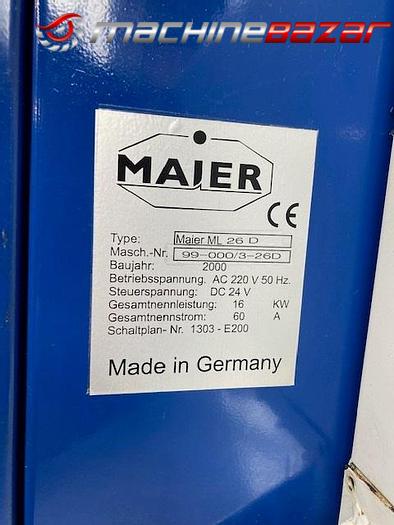 machineBazar
MAIER
CE
Type: Maier ML 26 D
Masch.-Nr. 99-000/3-26D
Baujahr: 2000
Betriebsspannung. AC 220 V 50 Hz.
Steuerspannung: DC 24 V
Gesamtnennleistung: 16 KW
Gesamtnennstrom: 60 A
Schaltplan- Nr. 1303 - E200
Made in Germany